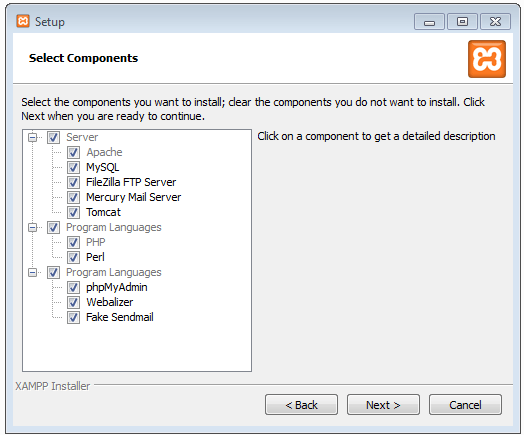 Setup
Select Components
Select the components you want to install; clear the components you do not want to install. Click
Next when you are ready to continue.
Server
Click on a component to get a detailed description
Apache
MySQL
FileZilla FTP Server
Mercury Mail Server
Tomcat
Program Languages
PHP
Perl
Program Languages
phpMyAdmin
Webalizer
Fake Sendmail
XAMPP Installer
< Back
Next >
Cancel